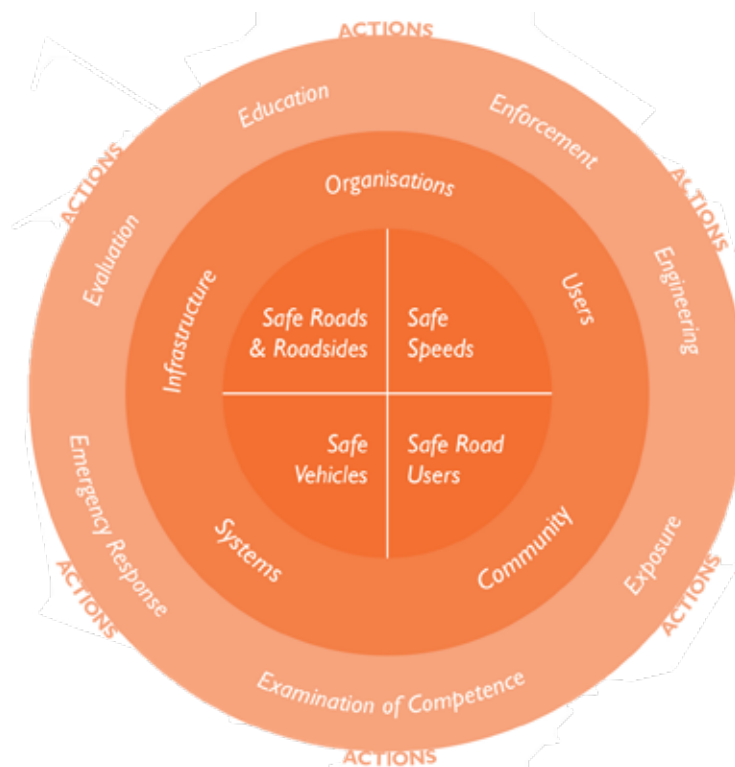 ACTIONS
ACTIONS
ACTIONS
ACTIONS
ACTIONS
ACTIONS
Education
Enforcement
Engineering
Exposure
Examination of Competence
Emergency Response
Evaluation
Organisations
Users
Community
Systems
Infrastructure
Safe Roads
& Roadsides
Safe
Speeds
Safe
Vehicles
Safe Road
Users